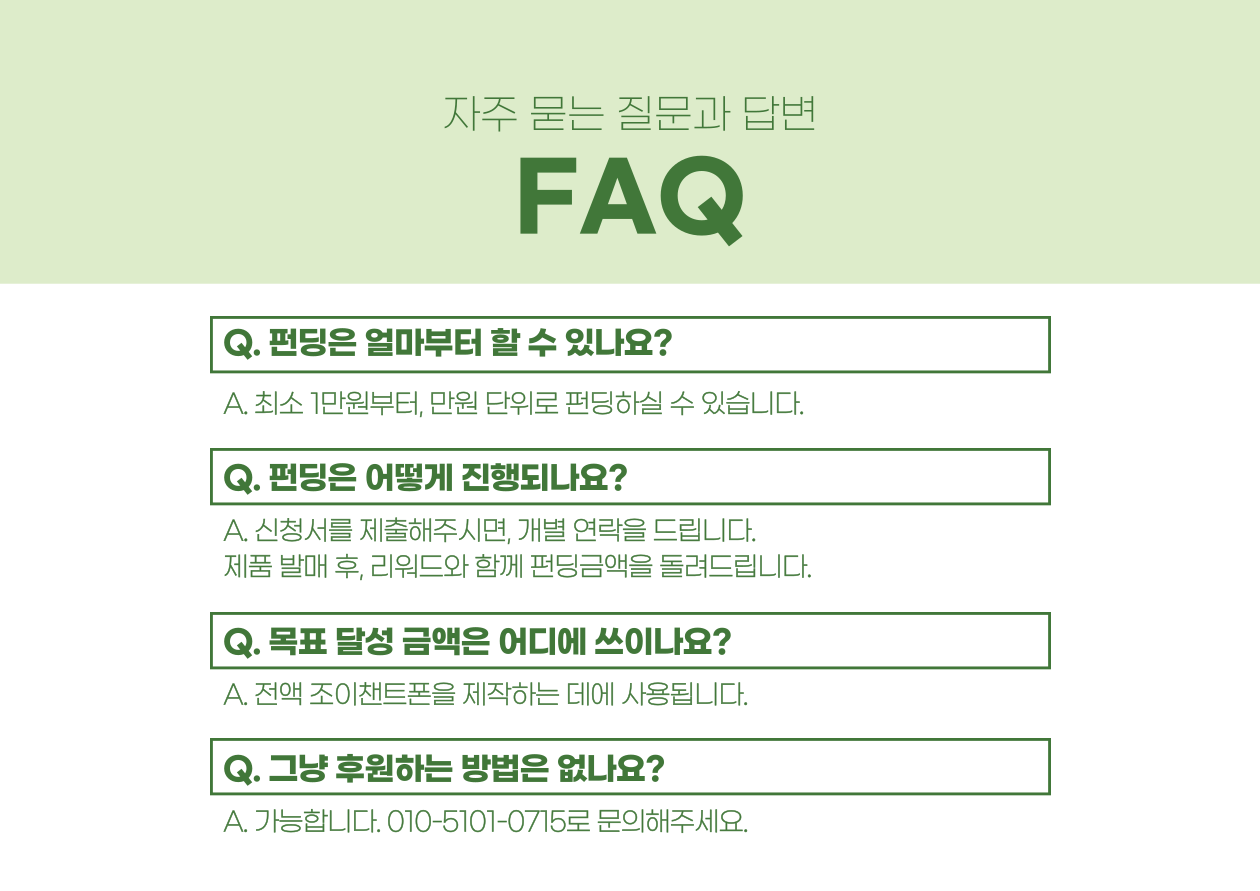 자주 묻는 질문과 답변
FAQ
Q. 펀딩은 얼마부터 할 수 있나요?
A. 최소 1만원부터, 만원 단위로 펀딩하실 수 있습니다.
Q. 펀딩은 어떻게 진행되나요?
A. 신청서를 제출해주시면, 개별 연락을 드립니다.
제품 발매 후, 리워드와 함께 펀딩금액을 돌려드립니다.
Q. 목표 달성 금액은 어디에 쓰이나요?
A. 전액 조이챈트폰을 제작하는 데에 사용됩니다.
Q. 그냥 후원하는 방법은 없나요?
A. 가능합니다. 010-5101-0715로 문의해주세요.